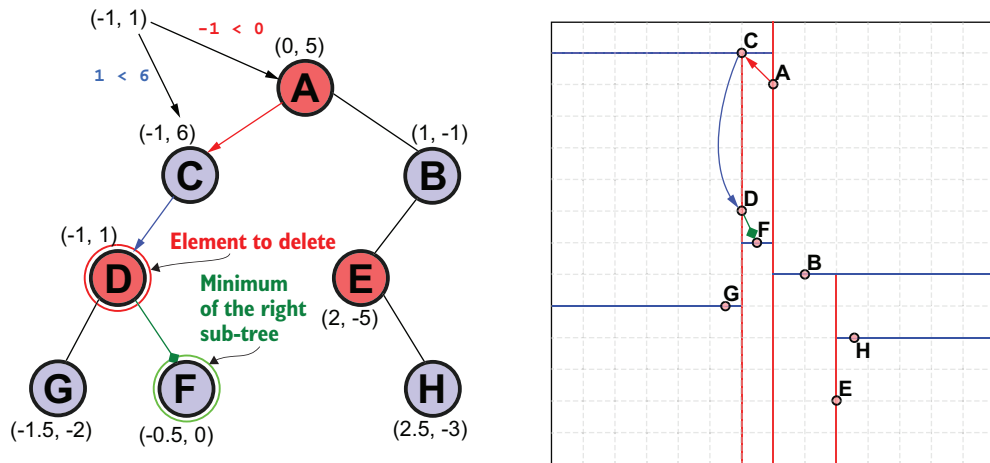 (-1, 1)
-1 < 0
(0, 5)
1 < 6
A
(-1, 6)
(1, -1)
C
B
(-1, 1)
Element to delete
D
E
Minimum
of the right
sub-tree
(2, -5)
G
F
H
(-1.5, -2)
(-0.5, 0)
(2.5, -3)
C
A
D
F
B
G
H
E